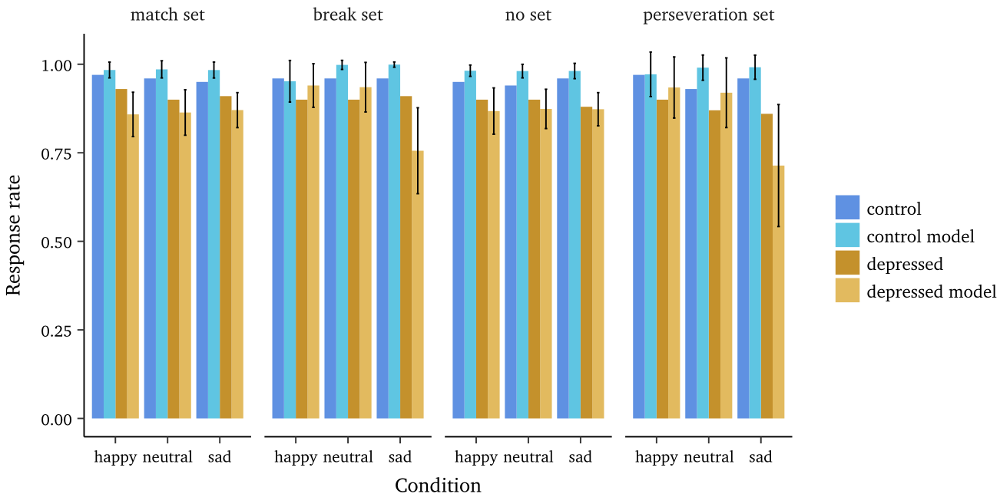 match set
break set
no set
perseveration set
1.00
0.75
0.50
0.25
0.00
Response rate
happy neutral sad
happy neutral sad
happy neutral sad
happy neutral sad
Condition
control
control model
depressed
depressed model